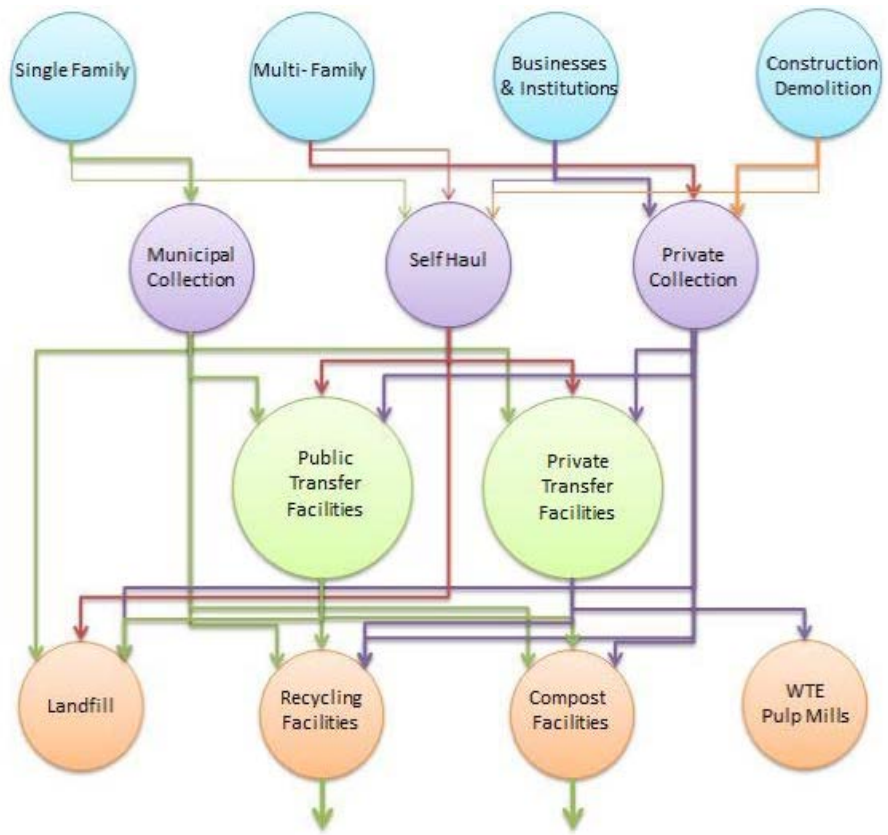 Single Family
Multi- Family
Businesses
& Institutions
Construction
Demolition
Municipal
Collection
Self Haul
Private
Collection
Public
Transfer
Facilities
Private
Transfer
Facilities
Landfill
Recycling
Facilities
Compost
Facilities
WTE
Pulp Mills